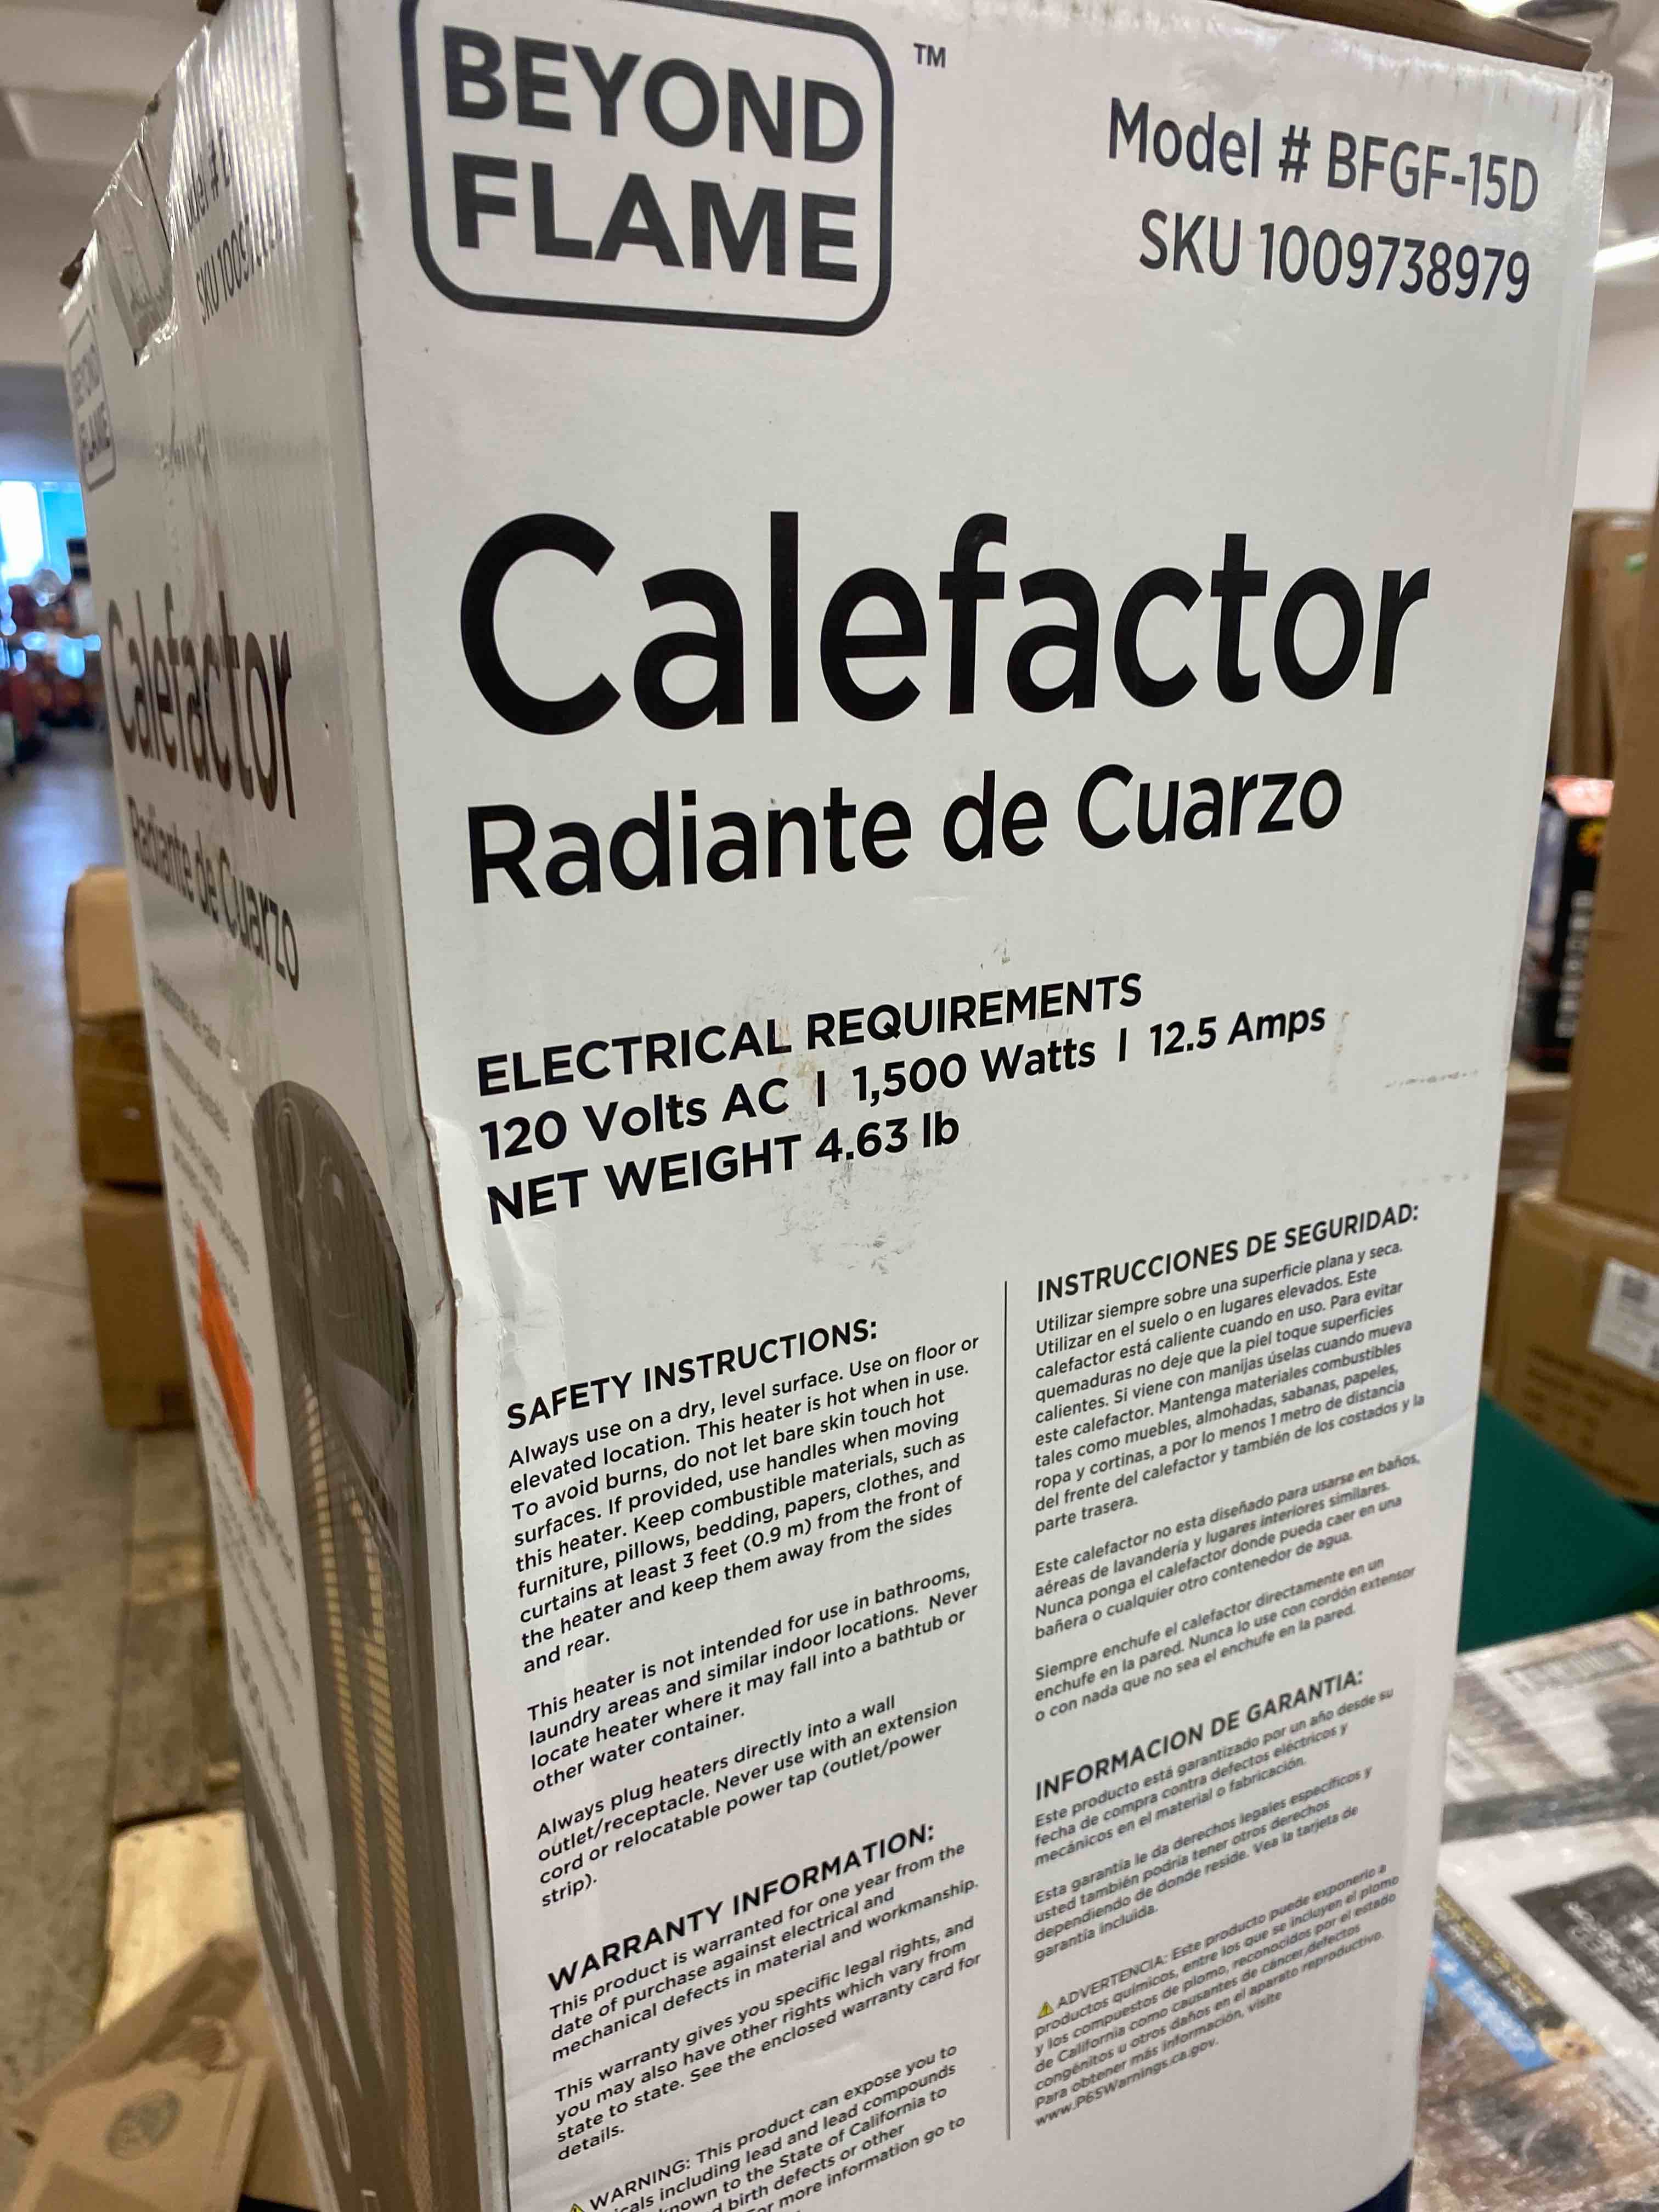 BEYOND
FLAME
TM
Model # BFGF-15D
SKU 1009738979
Calefactor
Radiante de Cuarzo
ELECTRICAL REQUIREMENTS
120 Volts AC | 1,500 Watts | 12.5 Amps
NET WEIGHT 4.63 lb
SAFETY INSTRUCTIONS:
Always use on a dry, level surface. Use on floor or
elevated location. This heater is hot when in use.
To avoid burns, do not let bare skin touch hot
surfaces. If provided, use handles when moving
this heater. Keep combustible materials, such as
furniture, pillows, bedding, papers, clothes, and
curtains at least 3 feet (0.9 m) from the front of
the heater and keep them away from the sides
and rear.
This heater is not intended for use in bathrooms,
laundry areas and similar indoor locations. Never
locate heater where it may fall into a bathtub or
other water container.
Always plug heaters directly into a wall
outlet/receptacle. Never use with an extension
cord or relocatable power tap (outlet/power
strip).
WARRANTY INFORMATION:
This product is warranted for one year from the
date of purchase against electrical and
mechanical defects in material and workmanship.
This warranty gives you specific legal rights, and
you may also have other rights which vary from
state to state. See the enclosed warranty card for
details.
WARNING: This product can expose you to
icals including lead and lead compounds
nown to the State of California to
d birth defects or other
or more information go to
INSTRUCCIONES DE SEGURIDAD:
Utilizar siempre sobre una superficie plana y seca.
Utilizar en el suelo o en lugares elevados. Este
calefactor está caliente cuando en uso. Para evitar
quemaduras no deje que la piel toque superficies
calientes. Si viene con manijas úselas cuando mueva
este calefactor. Mantenga materiales combustibles
tales como muebles, almohadas, sabanas, papeles,
ropa y cortinas, a por lo menos 1 metro de distancia
del frente del calefactor y también de los costados y la
parte trasera.
Este calefactor no esta diseñado para usarse en baños,
aéreas de lavandería y lugares interiores similares.
Nunca ponga el calefactor donde pueda caer en una
bañera o cualquier otro contenedor de agua.
Siempre enchufe el calefactor directamente en un
enchufe en la pared. Nunca lo use con cordón extensor
o con nada que no sea el enchufe en la pared.
INFORMACION DE GARANTIA:
Este producto está garantizado por un año desde su
fecha de compra contra defectos eléctricos y
mecánicos en el material o fabricación.
Esta garantía le da derechos legales específicos y
usted también podría tener otros derechos
dependiendo de donde reside. Vea la tarjeta de
garantía incluida.
ADVERTENCIA: Este producto puede exponerlo a
productos químicos, entre los que se incluyen el plomo
y los compuestos de plomo, reconocidos por el estado
de California como causantes de cáncer, defectos
congénitos u otros daños en el aparato reproductivo.
Para obtener más información, visite
www.P65Warnings.ca.gov.
BEYOND
FLAME
SKU 1009
Calefactor
Radiante de Cuarzo